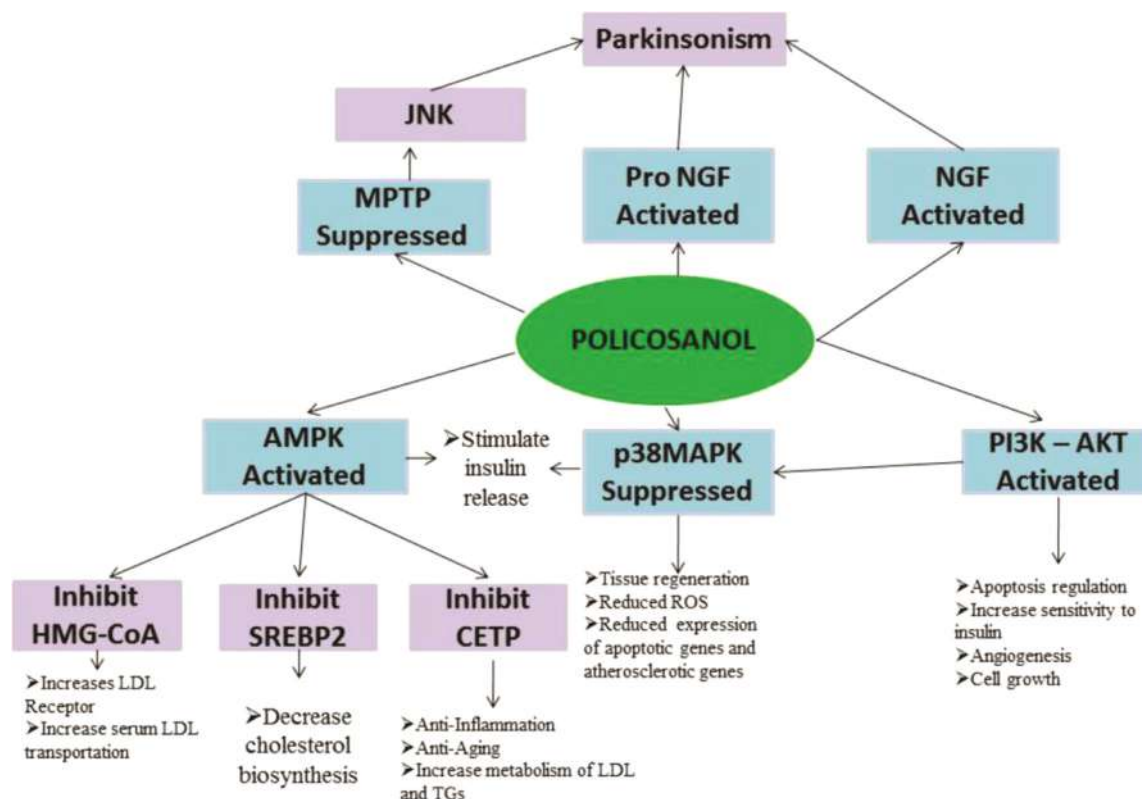 Parkinsonism
JNK
MPTP
Suppressed
Pro NGF
Activated
NGF
Activated
POLICOSANOL
AMPK
Activated
➤Stimulate
insulin
release
p38MAPK
Suppressed
PI3K – AKT
Activated
Inhibit
HMG-CoA
Inhibit
SREBP2
Inhibit
CETP
➤Tissue regeneration
➤Reduced ROS
➤Reduced expression
of apoptotic genes and
atherosclerotic genes
➤Apoptosis regulation
➤Increase sensitivity to
insulin
➤Angiogenesis
➤Cell growth
➤Increases LDL
Receptor
➤Increase serum LDL
transportation
➤Decrease
cholesterol
biosynthesis
➤Anti-Inflammation
➤Anti-Aging
➤Increase metabolism of LDL
and TGs